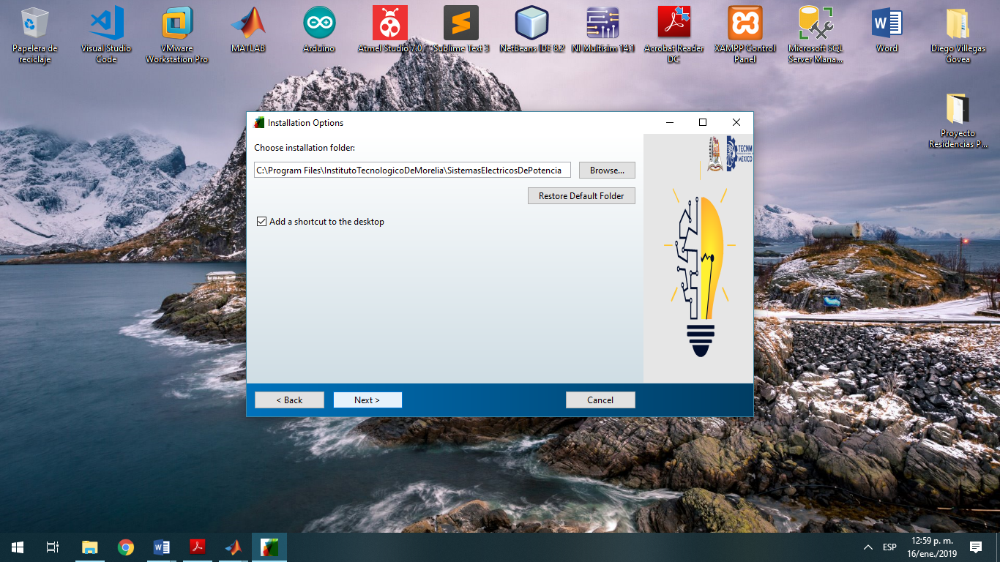 Papelera de
reciclaje
Visual Studio
Code
VMware
Workstation Pro
MATLAB
Arduino
Atmel Studio 7.0
Sublime Text 3
NetBeans IDE 8.2
NI Multisim 14.1
Acrobat Reader
DC
XAMPP Control
Panel
Microsoft SQL
Server Mana...
Word
Diego Villegas
Govea
Proyecto
Residencias P...
Installation Options
Choose installation folder:
C:\Program Files\InstitutoTecnologicoDeMorelia\SistemasElectricosDePotencia
Browse...
Restore Default Folder
Add a shortcut to the desktop
TECNM
MÉXICO
< Back
Next >
Cancel
ESP
12:59 p. m.
16/ene./2019